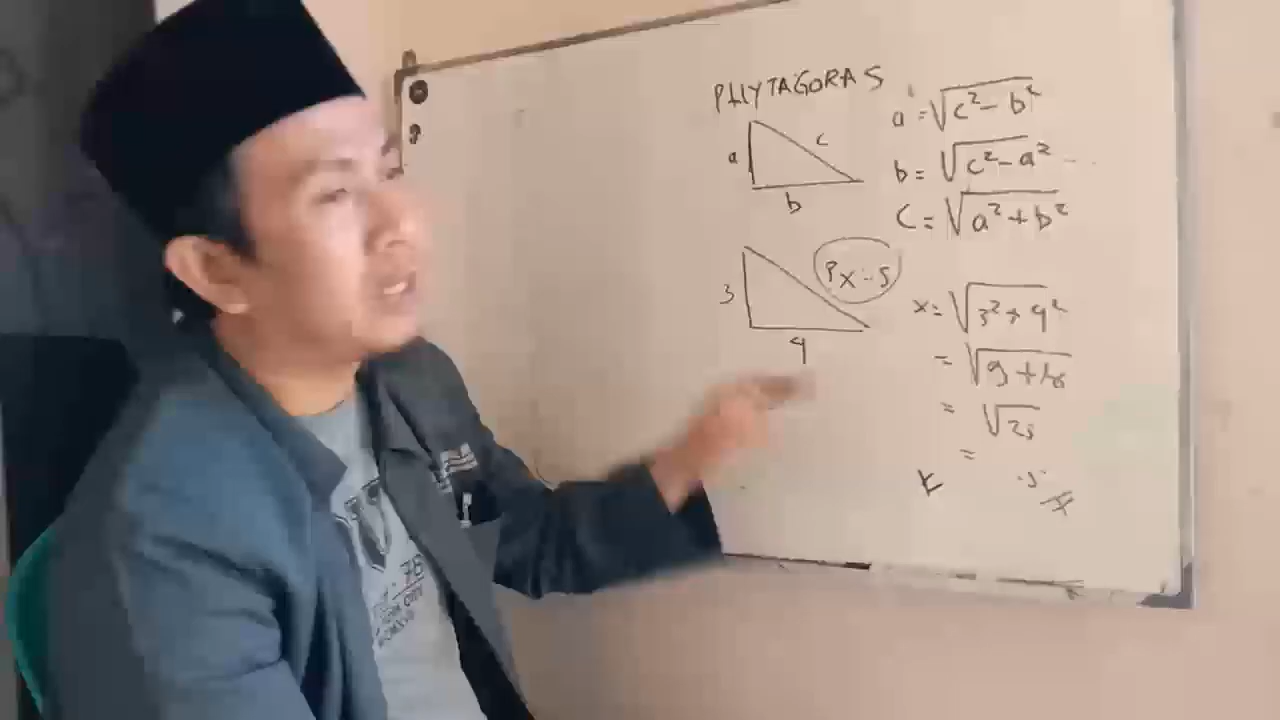 PHYTAGORAS
a = √c² - b²
a
c
b = √c² - a²
b
c = √a² + b²
3
4
x = √3² + 4²
= √9 + 16
= √25
=
5